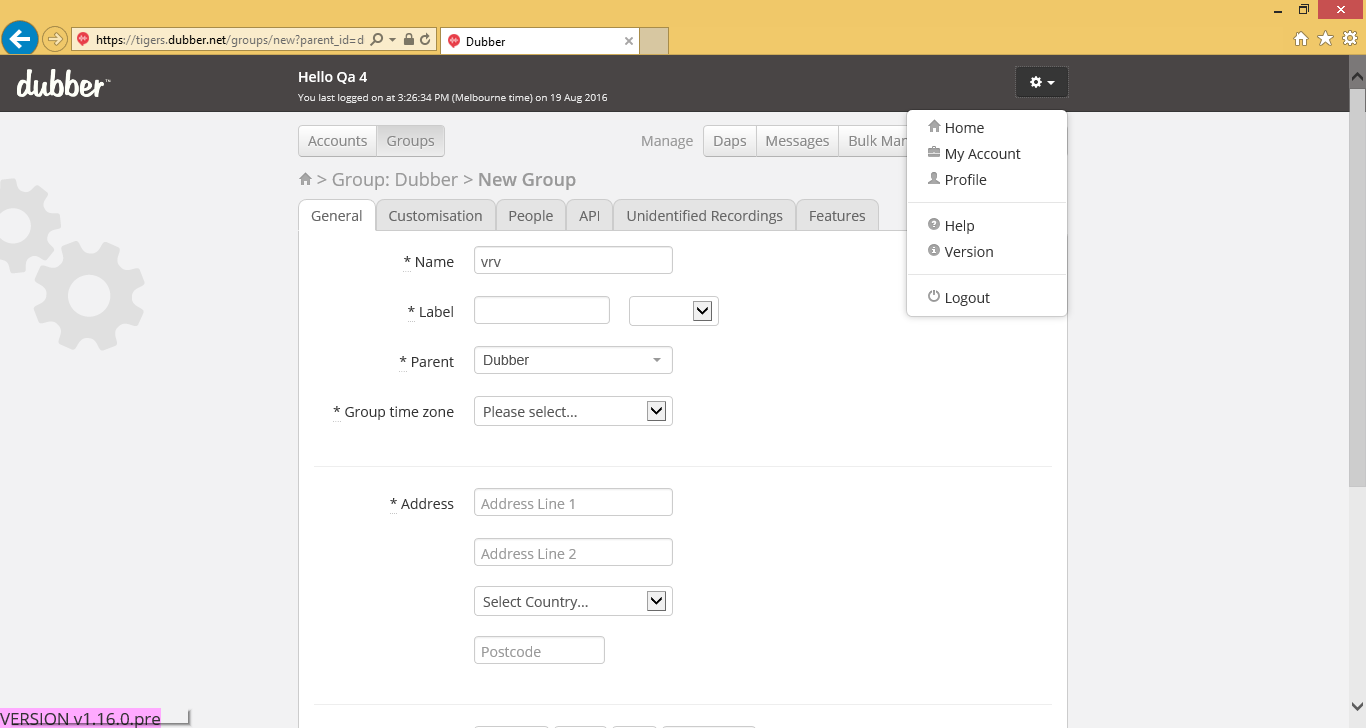 https://tigers.dubber.net/groups/new?parent_id=d
Dubber
dubber™
Hello Qa 4
You last logged on at 3:26:34 PM (Melbourne time) on 19 Aug 2016
Accounts Groups Manage Daps Messages Bulk Mar
Home
My Account
Profile
Help
Version
Logout
> Group: Dubber > New Group
General Customisation People API Unidentified Recordings Features
* Name vrv
* Label
* Parent Dubber
* Group time zone Please select...
* Address Address Line 1
Address Line 2
Select Country...
Postcode
VERSION v1.16.0.pre